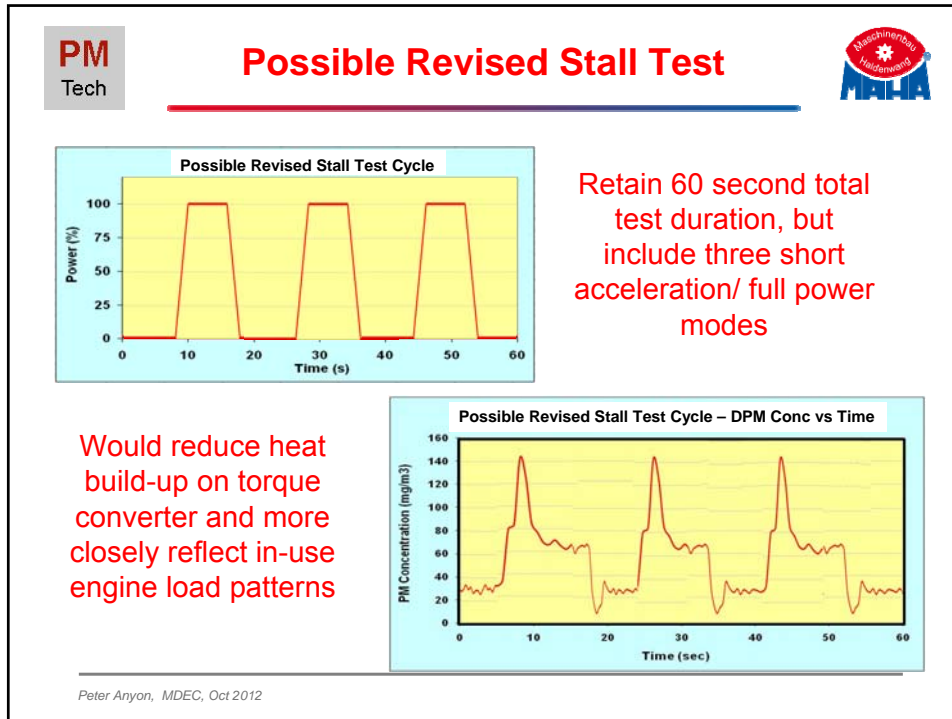 PM
Tech
Possible Revised Stall Test
Maschinenbau
Haldenwang
MAHA
Possible Revised Stall Test Cycle
Power (%)
100
75
50
25
0
0 10 20 30 40 50 60
Time (s)
Retain 60 second total
test duration, but
include three short
acceleration/ full power
modes
Would reduce heat
build-up on torque
converter and more
closely reflect in-use
engine load patterns
Possible Revised Stall Test Cycle – DPM Conc vs Time
PM Concentration (mg/m3)
160
140
120
100
80
60
40
20
0
0 10 20 30 40 50 60
Time (sec)
Peter Anyon, MDEC, Oct 2012